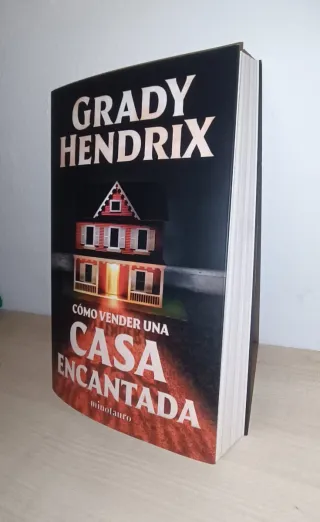 GRADY
HENDRIX
CÓMO VENDER UNA
CASA
ENCANTADA
minotauro